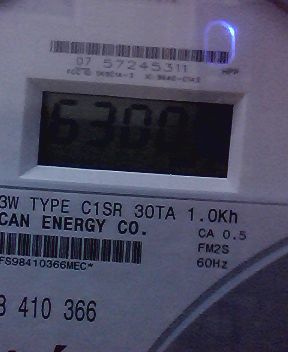 07 57245311
HPP
6300
3W TYPE C1SR 30TA 1.0Kh
CAN ENERGY CO.
CA 0.5
FM2S
FS98410366MEC*
60Hz
410 366